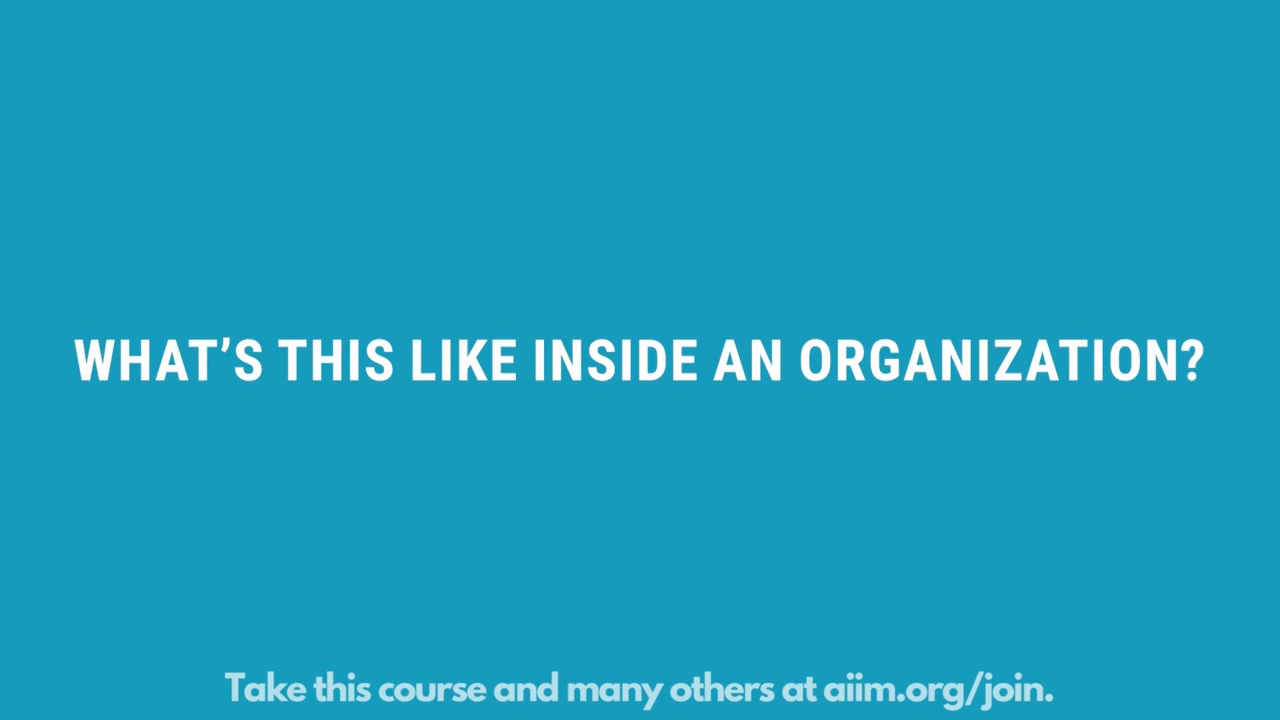 WHAT’S THIS LIKE INSIDE AN ORGANIZATION?
Take this course and many others at aiim.org/join.